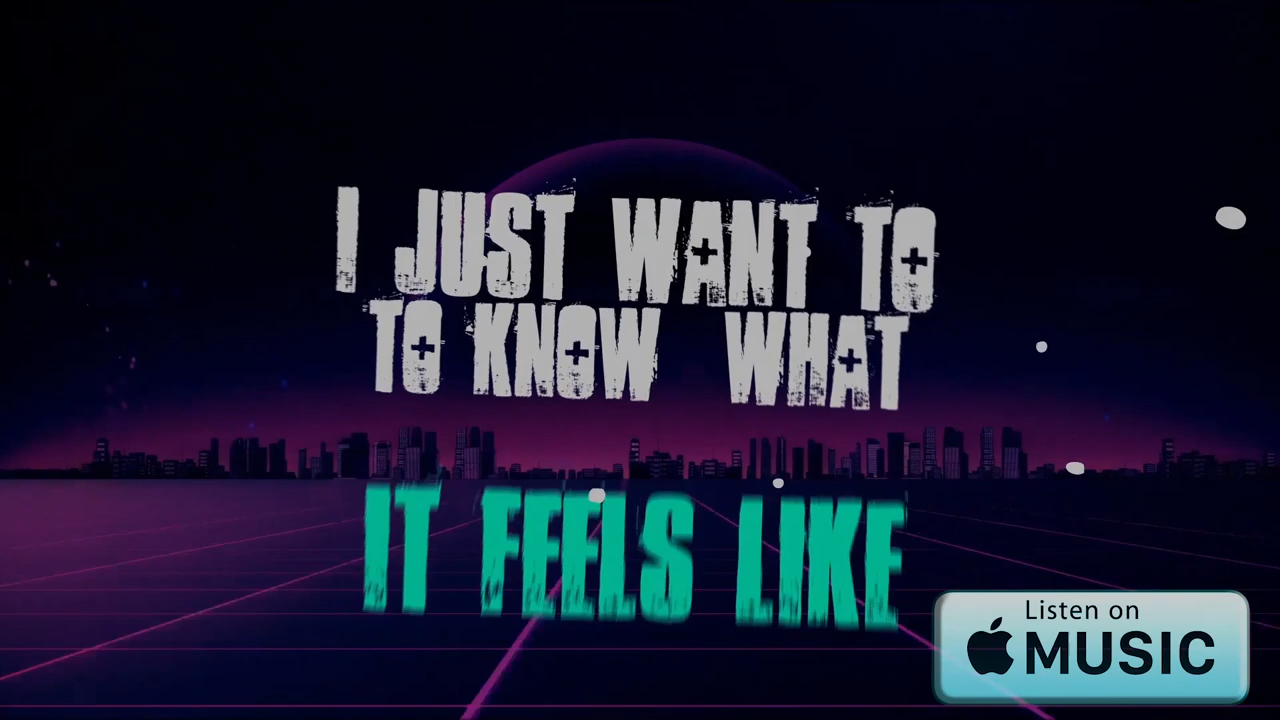 I JUST WANT TO
TO KNOW WHAT
IT FEELS LIKE
Listen on
MUSIC